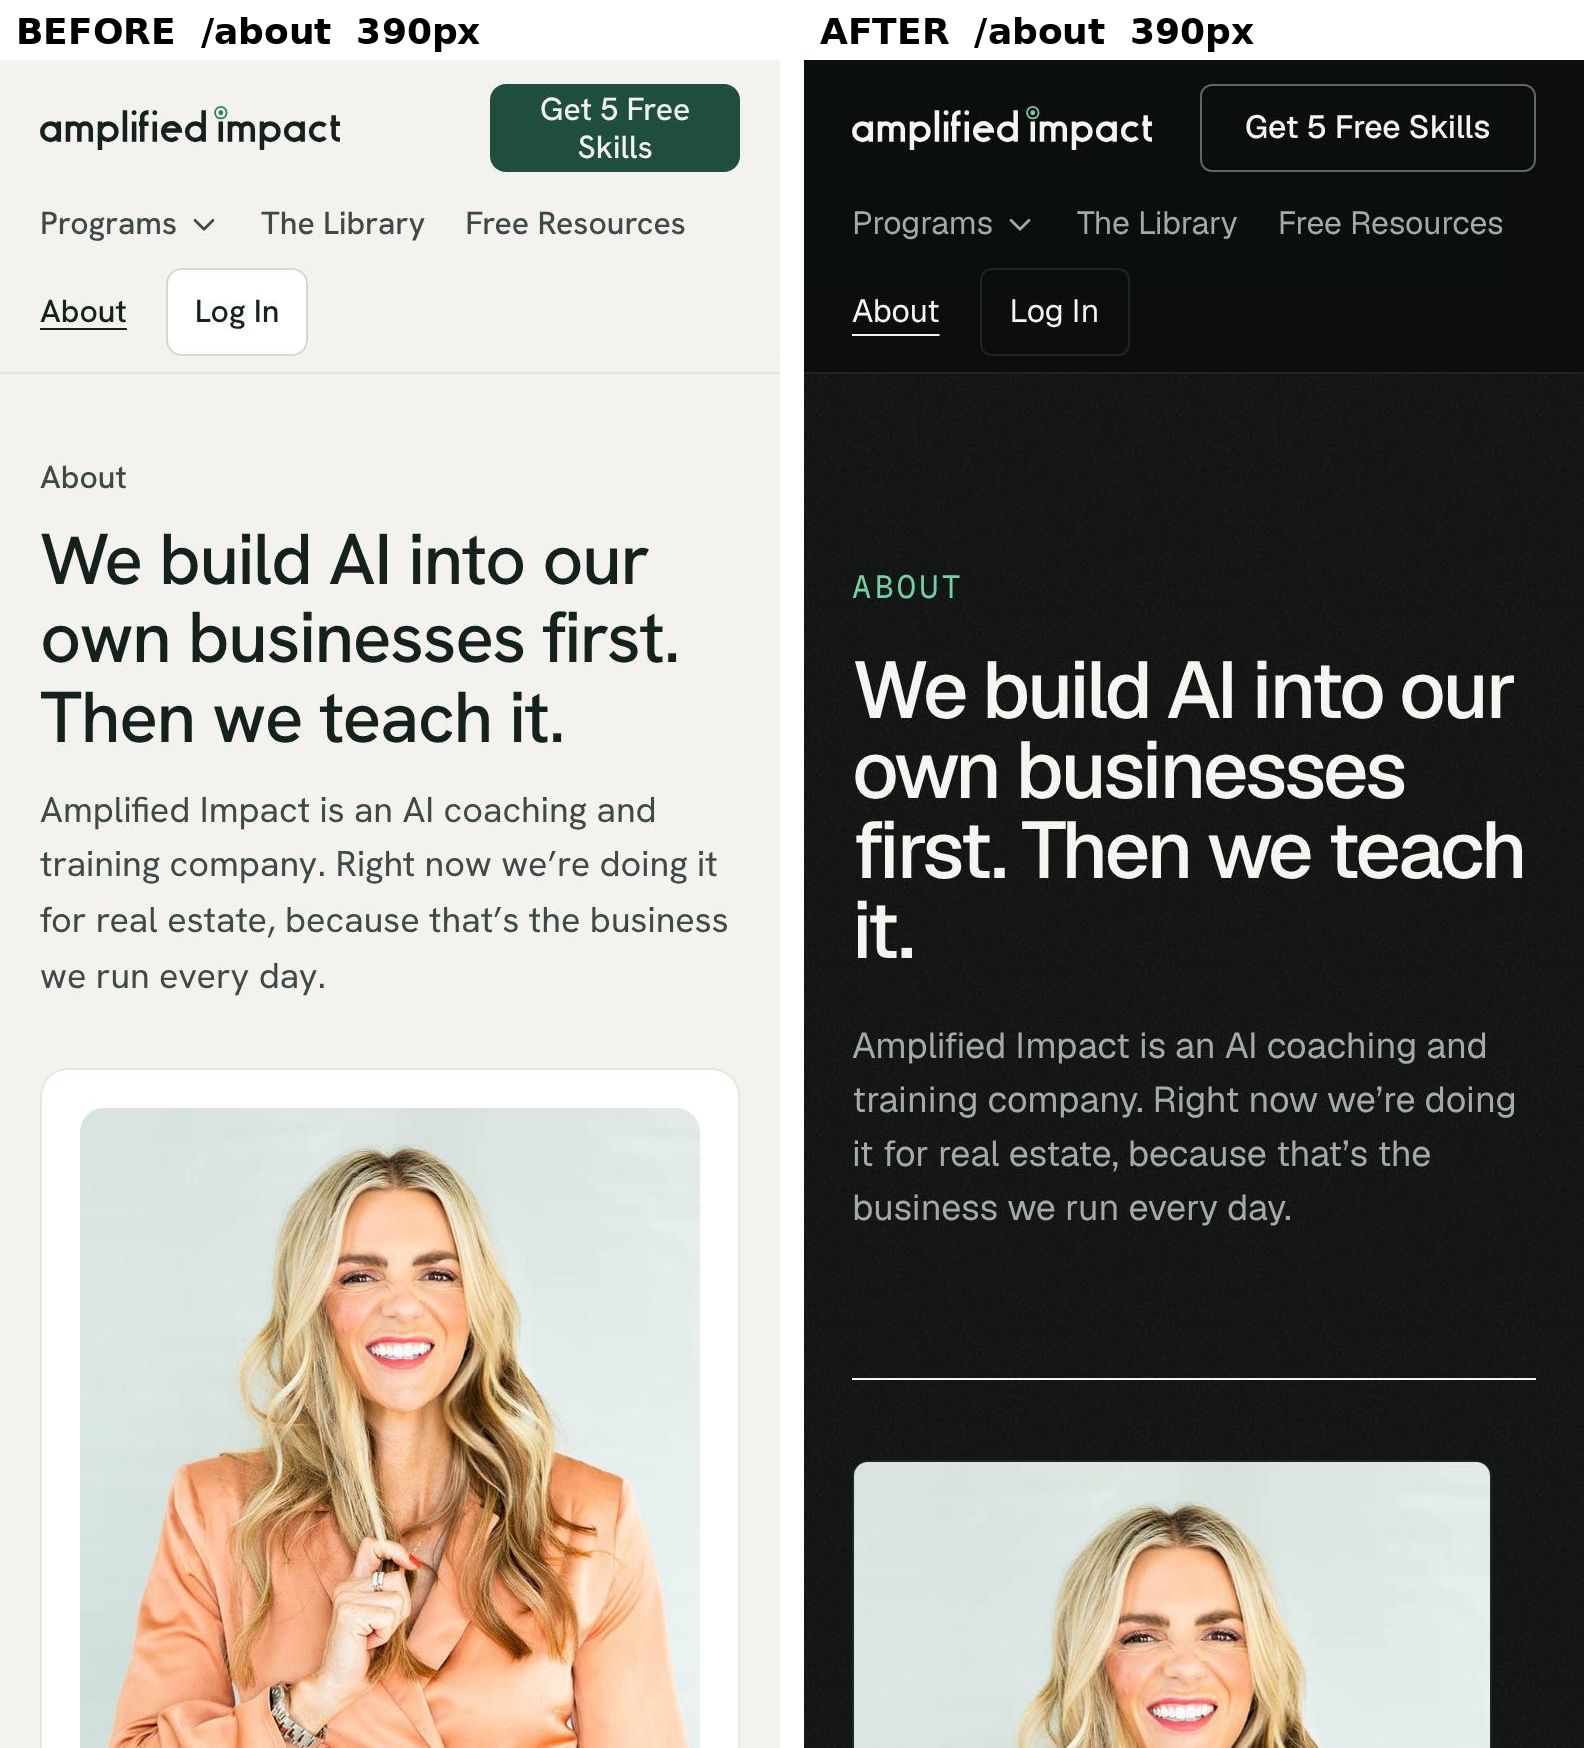 BEFORE /about 390px
amplified impact
Get 5 Free
Skills
Programs
The Library
Free Resources
About
Log In
About
We build AI into our
own businesses first.
Then we teach it.
Amplified Impact is an AI coaching and
training company. Right now we’re doing it
for real estate, because that’s the business
we run every day.
AFTER /about 390px
amplified impact
Get 5 Free Skills
Programs
The Library
Free Resources
About
Log In
ABOUT
We build AI into our
own businesses
first. Then we teach
it.
Amplified Impact is an AI coaching and
training company. Right now we’re doing
it for real estate, because that’s the
business we run every day.